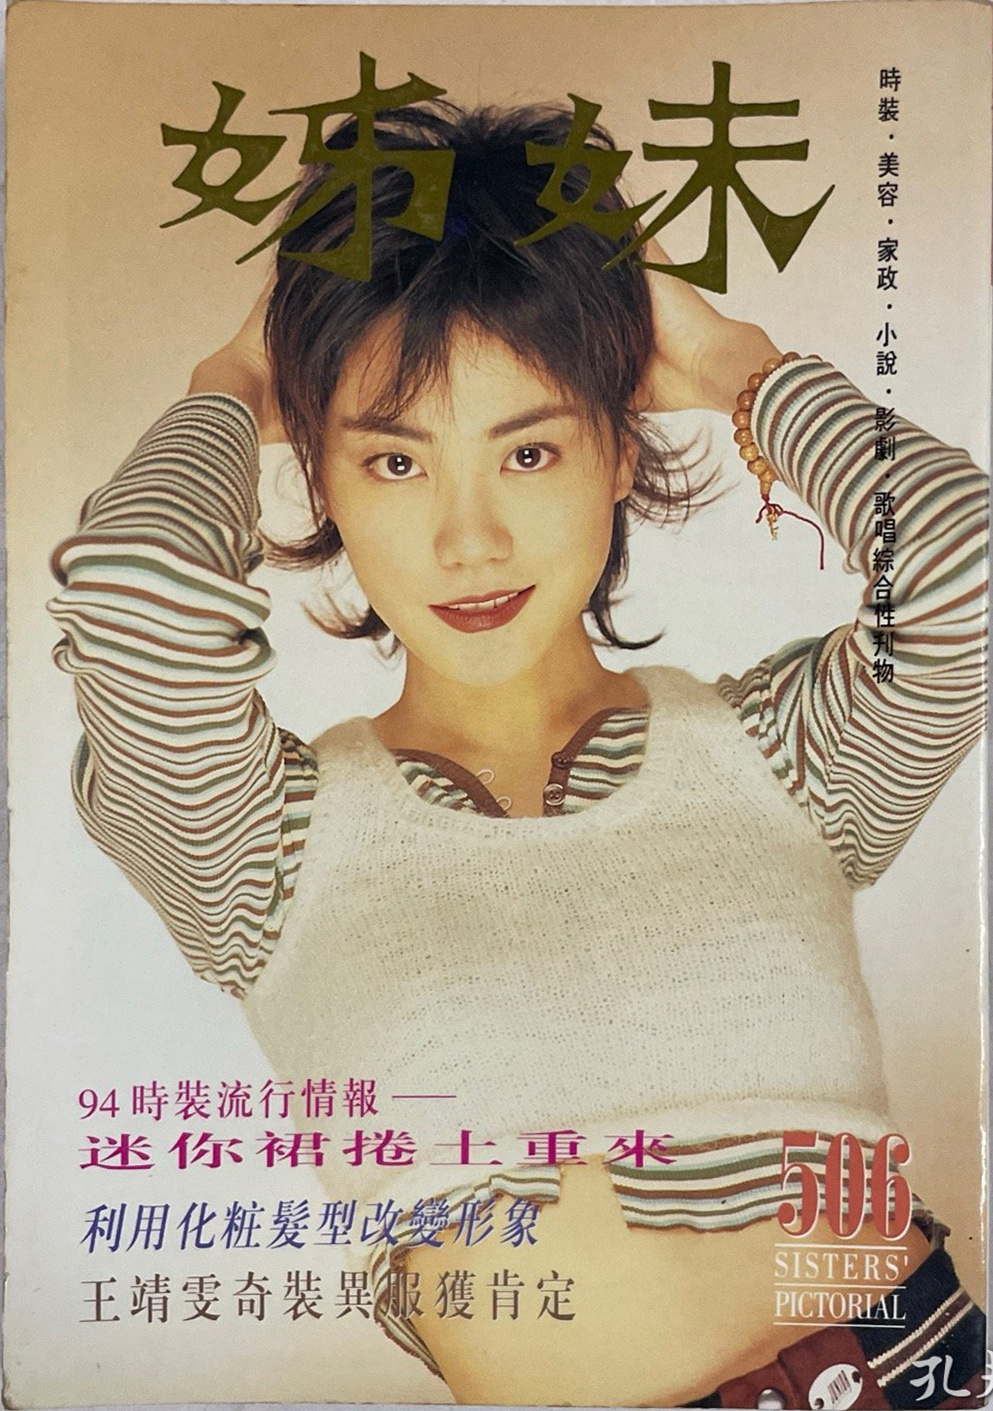 姊妹
時裝·美容·家政·小說·影劇·歌唱綜合性刊物
94時裝流行情報——
迷你裙捲土重來
利用化粧髮型改變形象
王靖雯奇裝異服獲肯定
506
SISTERS'
PICTORIAL
JUNIOR
孔